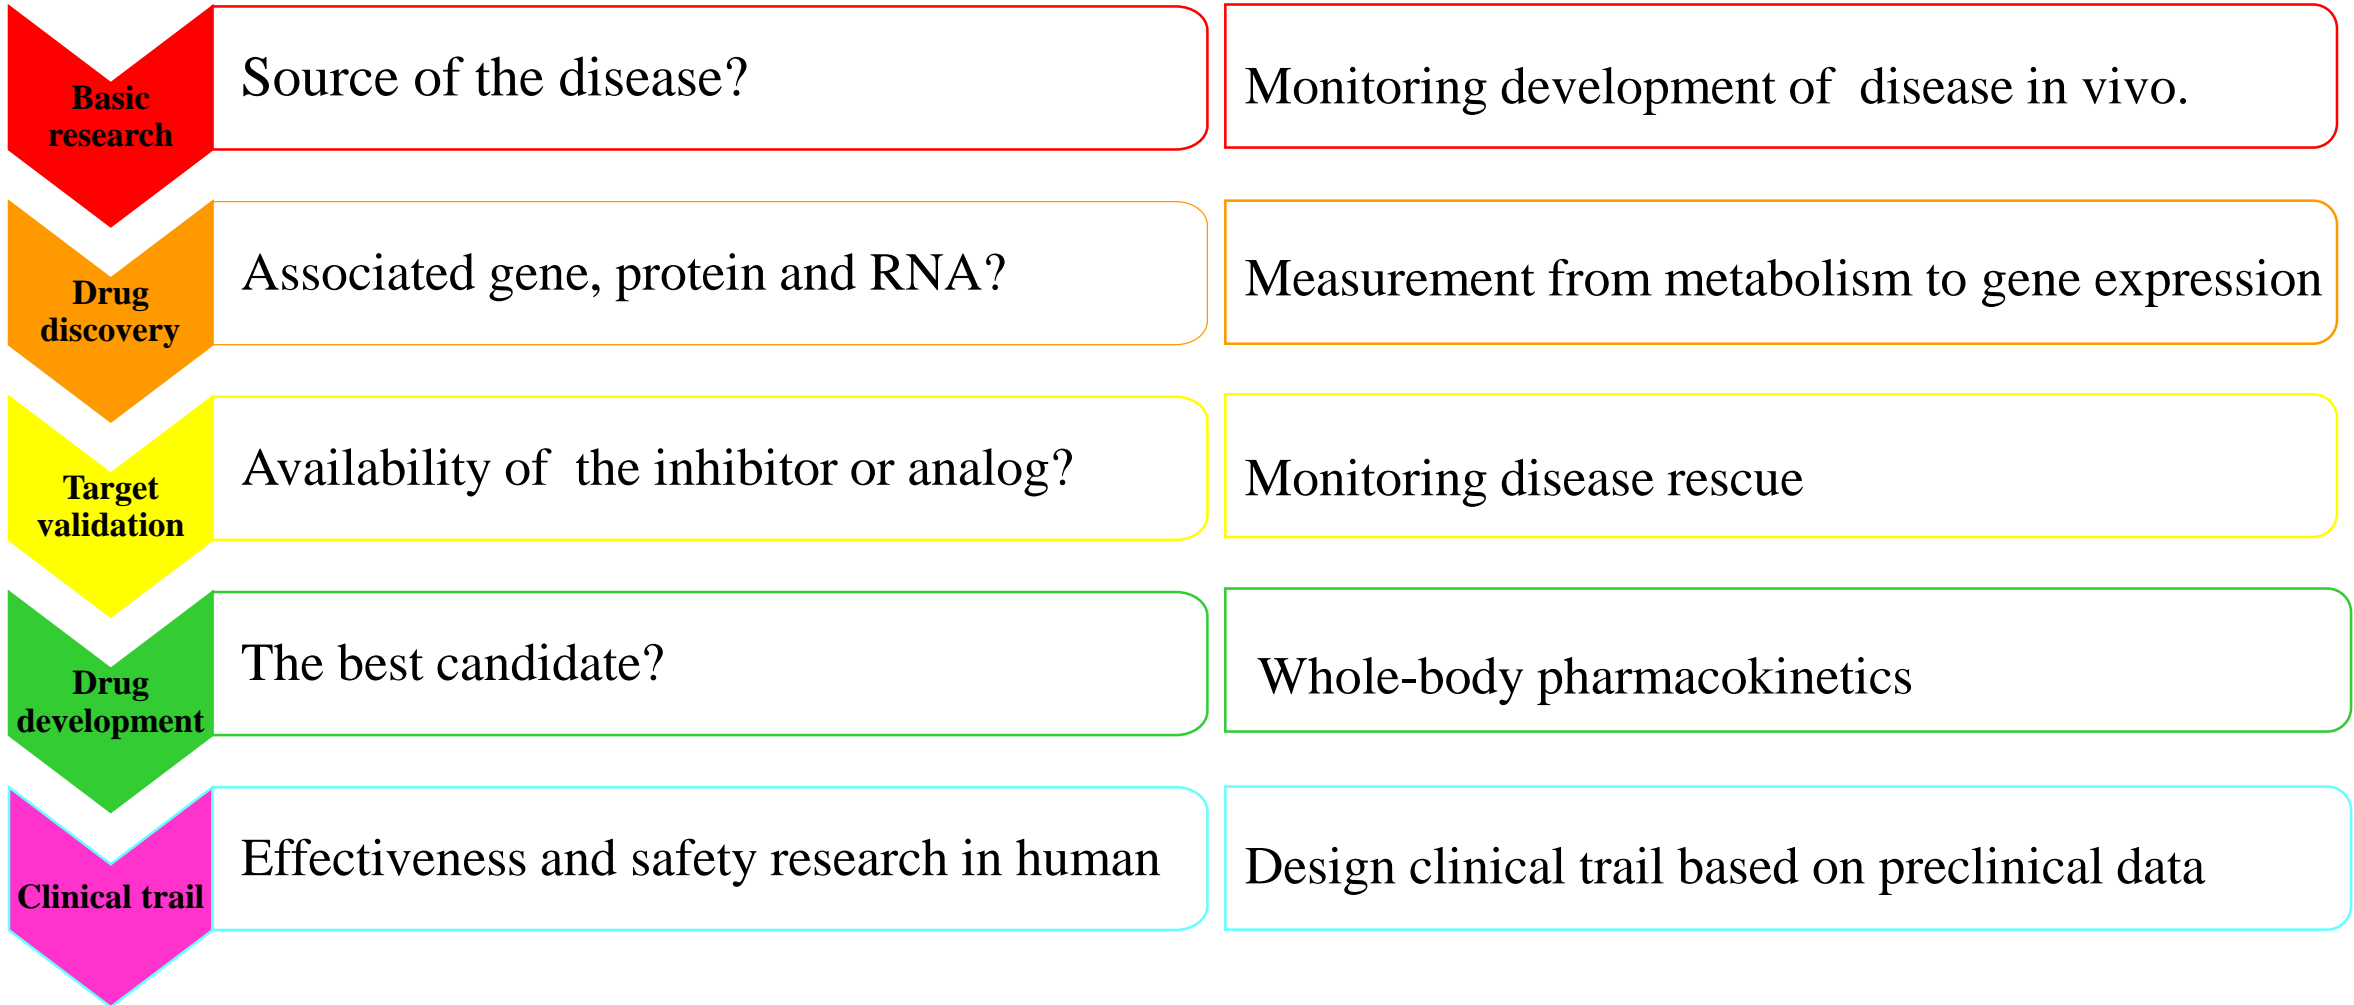 Basic
research
Source of the disease?
Monitoring development of disease in vivo.
Drug
discovery
Associated gene, protein and RNA?
Measurement from metabolism to gene expression
Target
validation
Availability of the inhibitor or analog?
Monitoring disease rescue
Drug
development
The best candidate?
Whole-body pharmacokinetics
Clinical trail
Effectiveness and safety research in human
Design clinical trail based on preclinical data